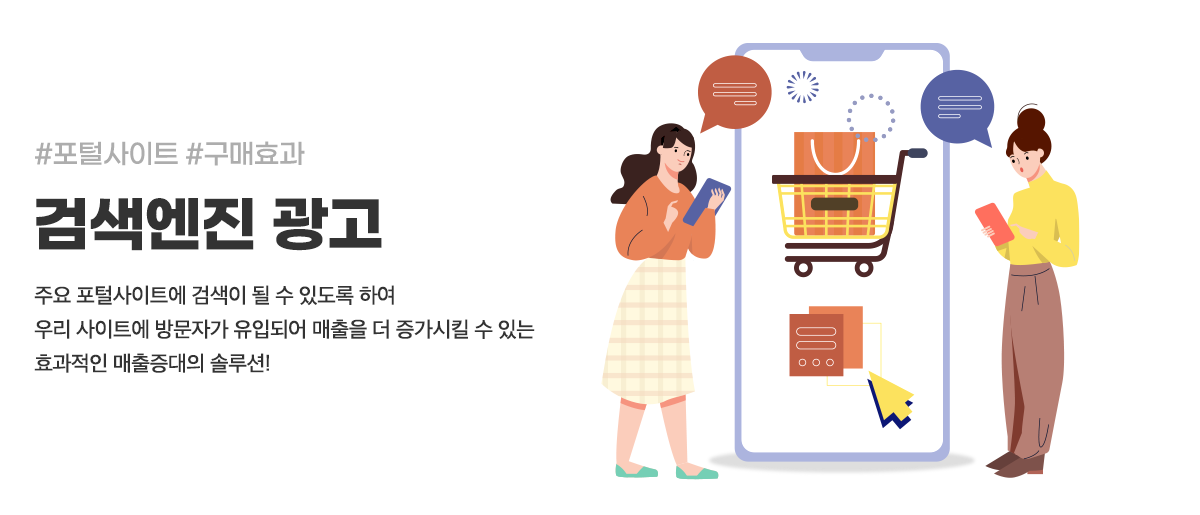 #포털사이트 #구매효과
검색엔진 광고
주요 포털사이트에 검색이 될 수 있도록 하여
우리 사이트에 방문자가 유입되어 매출을 더 증가시킬 수 있는
효과적인 매출증대의 솔루션!